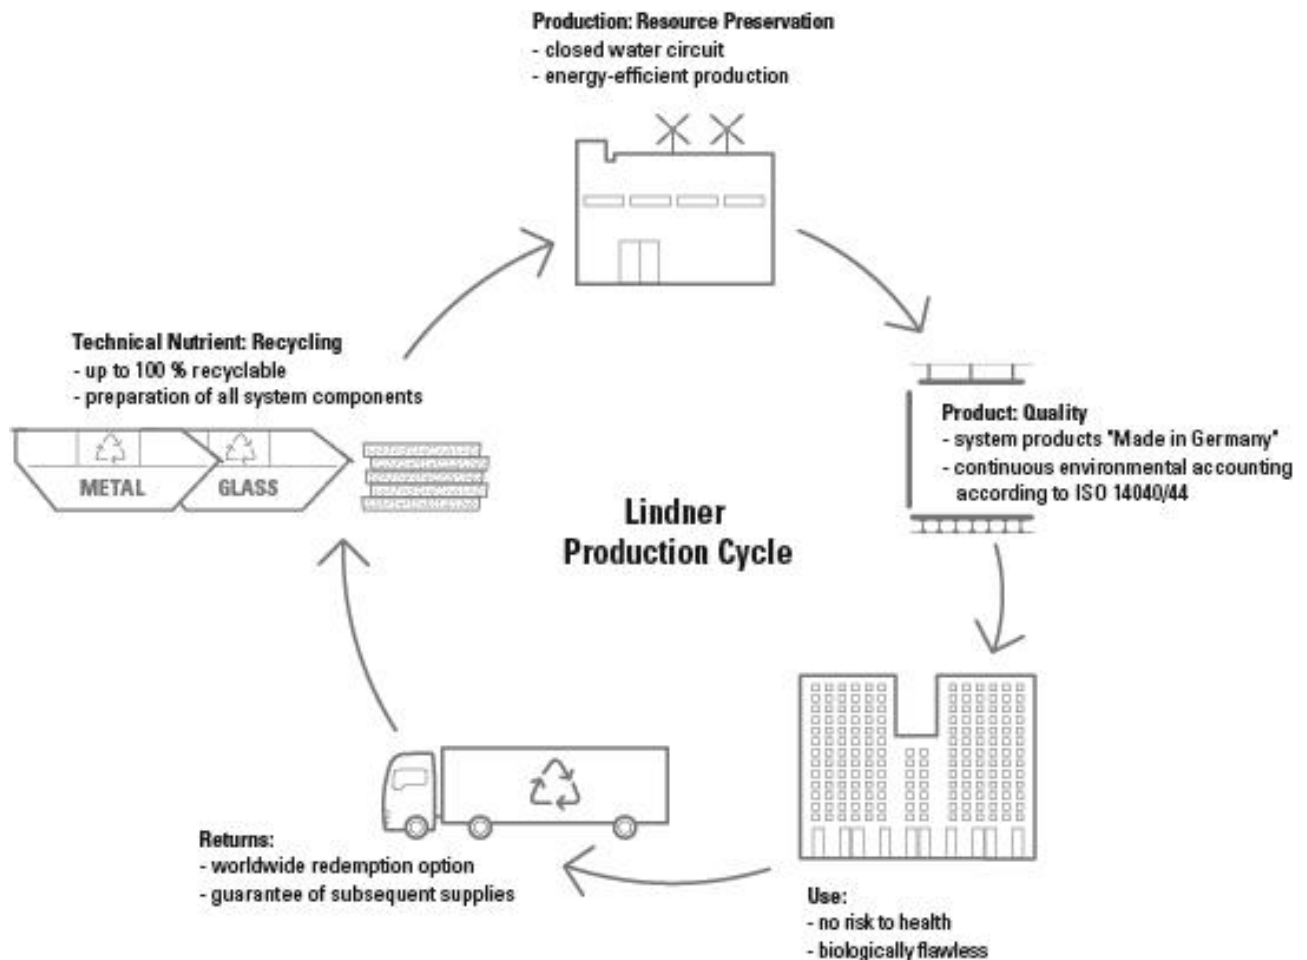 Production: Resource Preservation
- closed water circuit
- energy-efficient production
Technical Nutrient: Recycling
- up to 100 % recyclable
- preparation of all system components
METAL
GLASS
Product: Quality
- system products "Made in Germany"
- continuous environmental accounting
according to ISO 14040/44
Lindner
Production Cycle
Returns:
- worldwide redemption option
- guarantee of subsequent supplies
Use:
- no risk to health
- biologically flawless